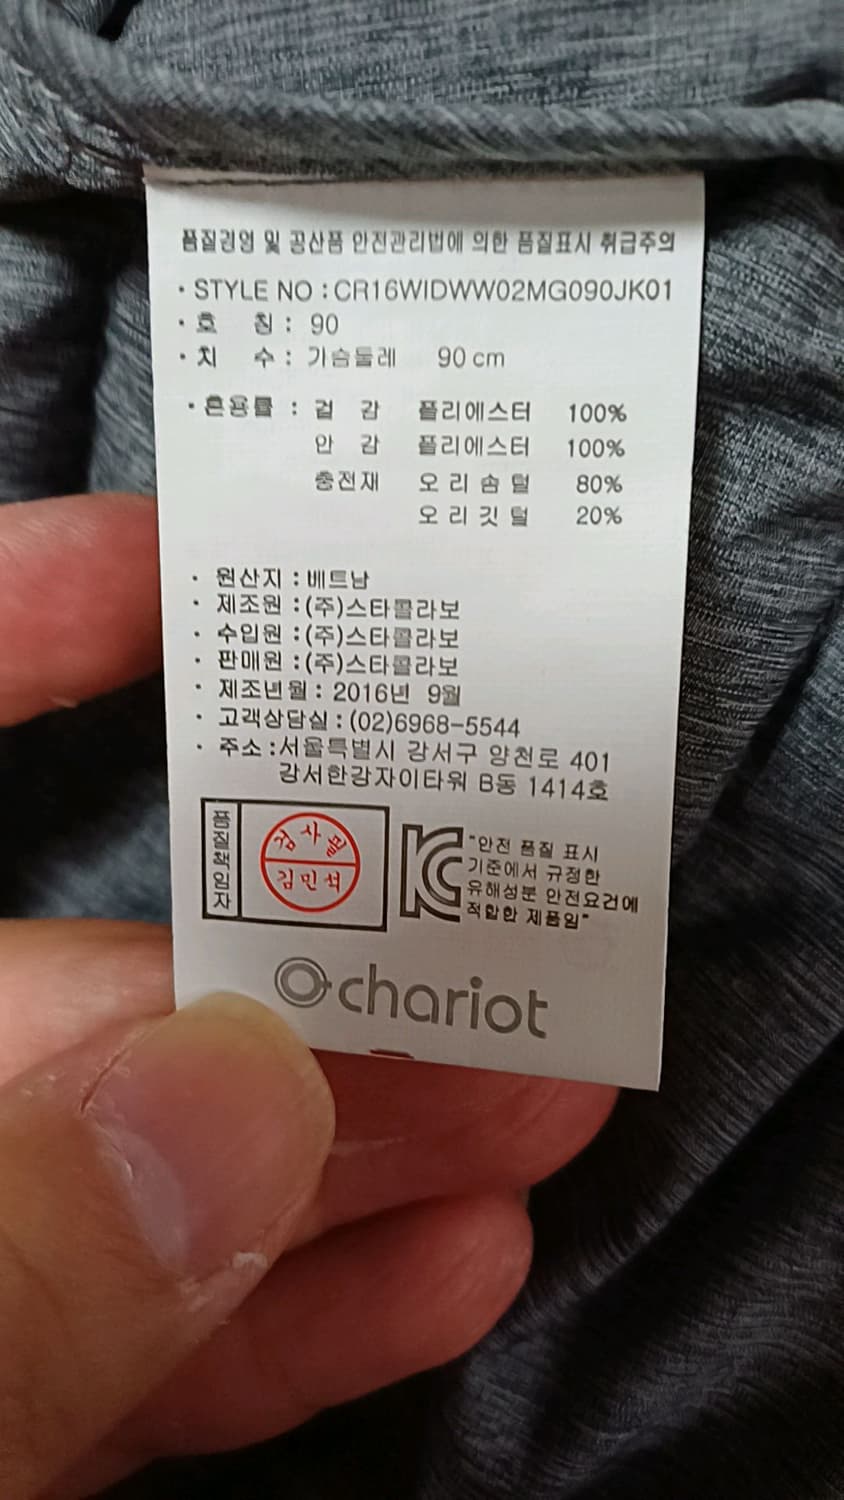 품질경영 및 공산품 안전관리법에 의한 품질표시 취급주의
· STYLE NO : CR16WIDWW02MG090JK01
· 호 칭 : 90
· 치 수 : 가슴둘레 90 cm
· 혼용률 : 겉 감 폴리에스터 100%
안 감 폴리에스터 100%
충전재 오 리 솜 털 80%
오 리 깃 털 20%
· 원산지 : 베트남
· 제조원 : (주)스타콜라보
· 수입원 : (주)스타콜라보
· 판매원 : (주)스타콜라보
· 제조년월 : 2016년 9월
· 고객상담실 : (02)6968-5544
· 주소 : 서울특별시 강서구 양천로 401
강서한강자이타워 B동 1414호
품질책임자
검사필
김민석
KC
"안전 품질 표시
기준에서 규정한
유해성분 안전요건에
적합한 제품임"
chariot